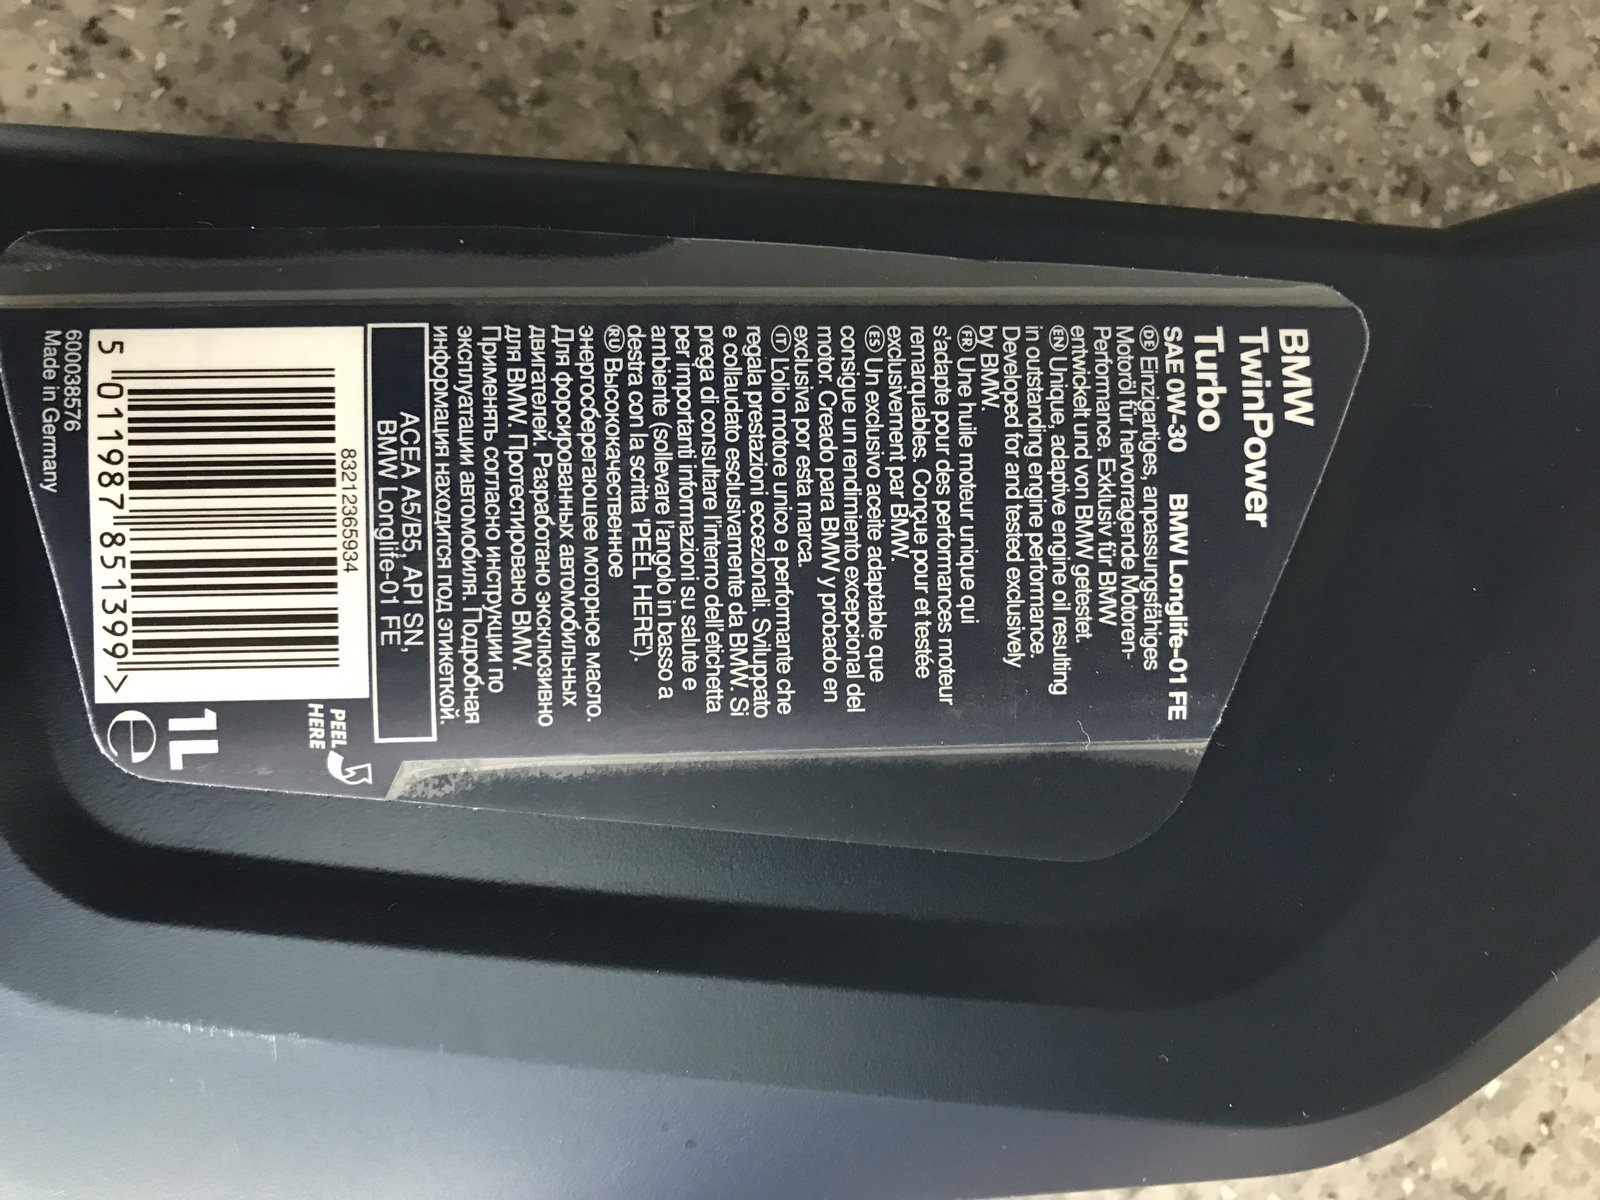 BMW
TwinPower
Turbo
SAE 0W-30 BMW Longlife-01 FE
DE Einzigartiges, anpassungsfähiges
Motoröl für hervorragende Motoren-
Performance. Exklusiv für BMW
entwickelt und von BMW getestet.
EN Unique, adaptive engine oil resulting
in outstanding engine performance.
Developed for and tested exclusively
by BMW.
FR Une huile moteur unique qui
s'adapte pour des performances moteur
remarquables. Conçue pour et testée
exclusivement par BMW.
ES Un exclusivo aceite adaptable que
consigue un rendimiento excepcional del
motor. Creado para BMW y probado en
exclusiva por esta marca.
IT L'olio motore unico e performante che
regala prestazioni eccezionali. Sviluppato
e collaudato esclusivamente da BMW. Si
prega di consultare l'interno dell'etichetta
per importanti informazioni su salute e
ambiente (sollevare l'angolo in basso a
destra con la scritta 'PEEL HERE').
RU Высококачественное
энергосберегающее моторное масло.
Для форсированных автомобильных
двигателей. Разработано эксклюзивно
для BMW. Протестировано BMW.
Применять согласно инструкции по
эксплуатации автомобиля. Подробная
информация находится под этикеткой.
ACEA A5/B5, API SN,
BMW Longlife-01 FE
PEEL
HERE
83212365934
5 011987 851399 >
1L
e
600038576
Made in Germany